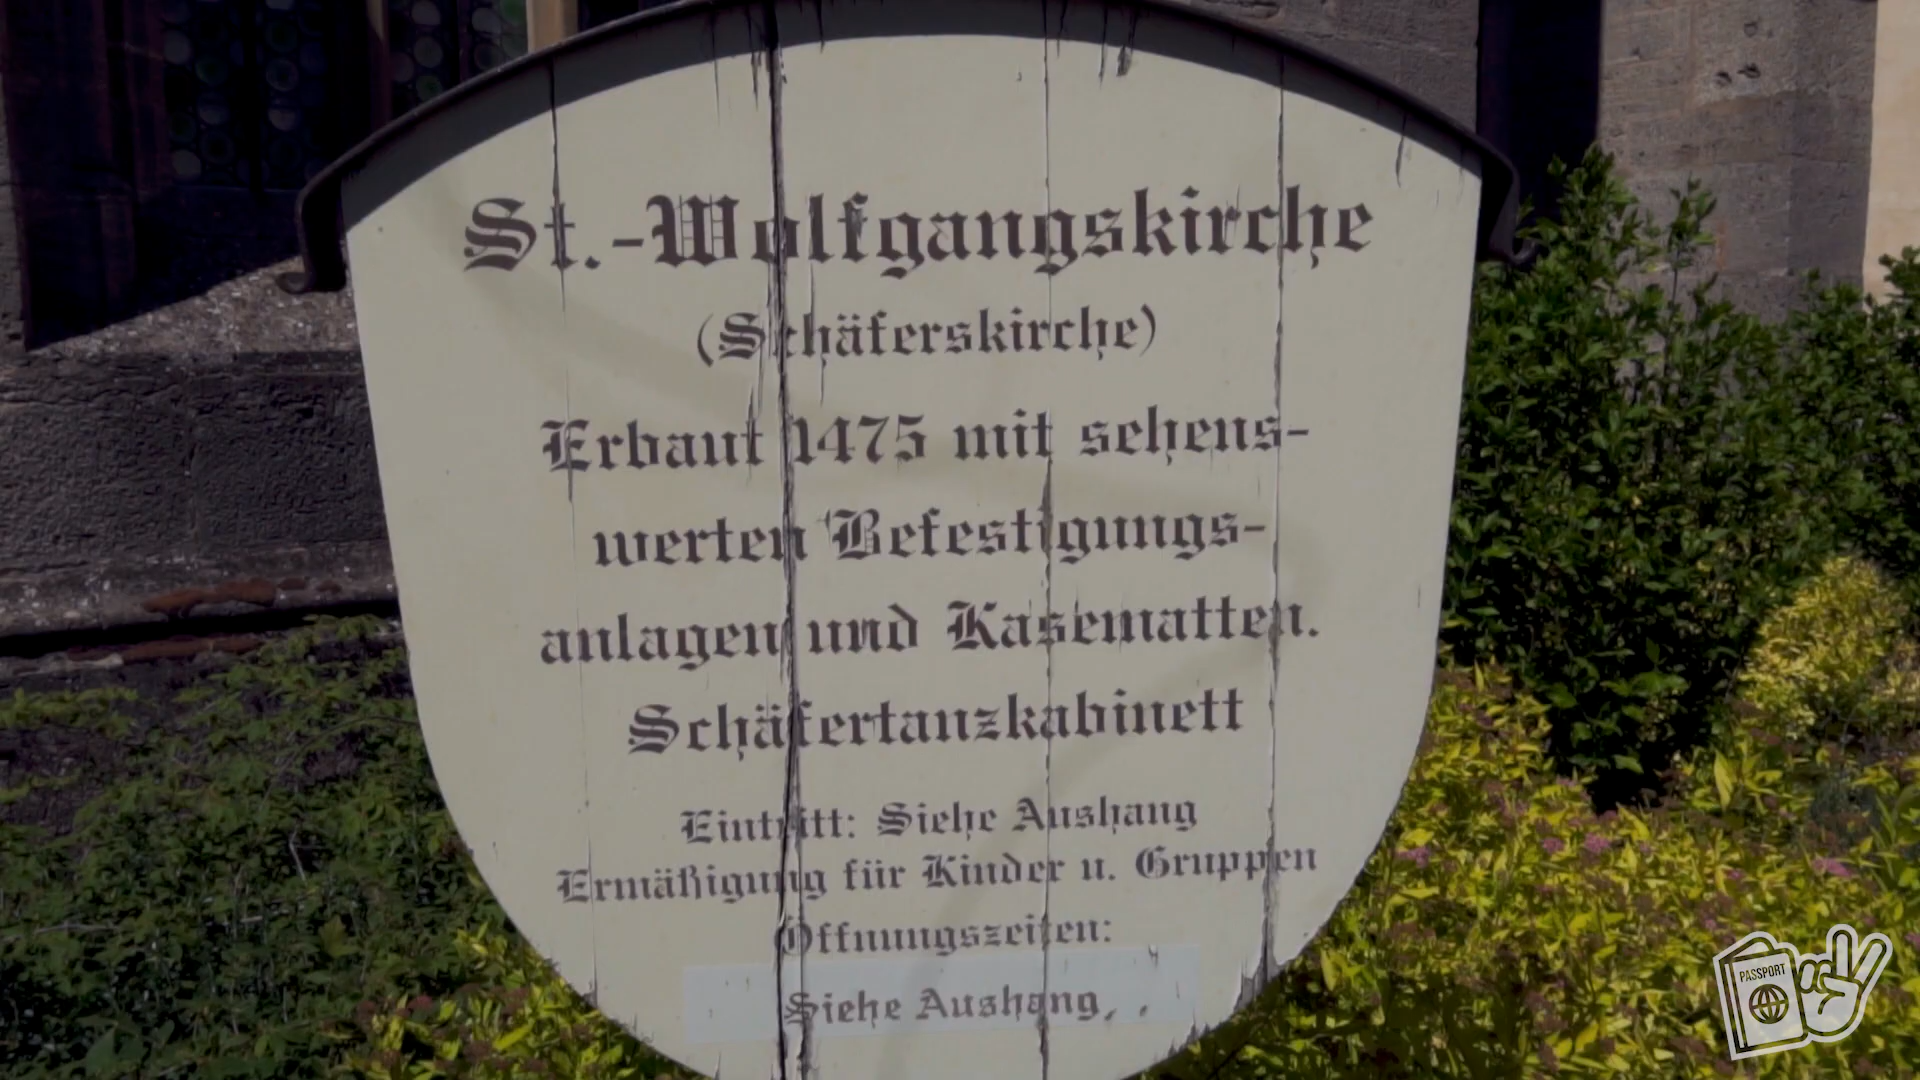 St.-Wolfgangskirche
(Schäferskirche)
Erbaut 1475 mit sehens-
werten Befestigungs-
anlagen und Kasematten.
Schäfertanzkabinett
Eintritt: Siehe Aushang
Ermäßigung für Kinder u. Gruppen
Öffnungszeiten:
Siehe Aushang
PASSPORT